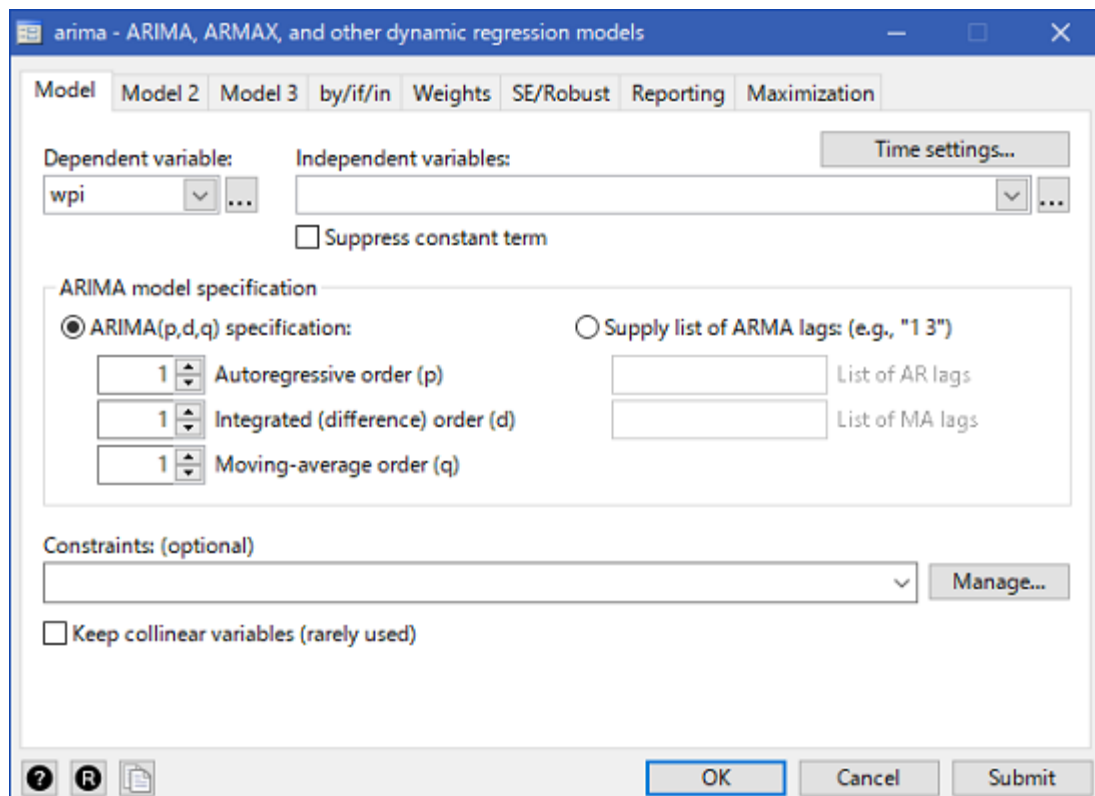 arima - ARIMA, ARMAX, and other dynamic regression models
Model Model 2 Model 3 by/if/in Weights SE/Robust Reporting Maximization
Time settings...
Dependent variable: Independent variables:
wpi ... ...
Suppress constant term
ARIMA model specification
ARIMA(p,d,q) specification: Supply list of ARMA lags: (e.g., "1 3")
1 Autoregressive order (p) List of AR lags
1 Integrated (difference) order (d) List of MA lags
1 Moving-average order (q)
Constraints: (optional)
Manage...
Keep collinear variables (rarely used)
? R OK Cancel Submit